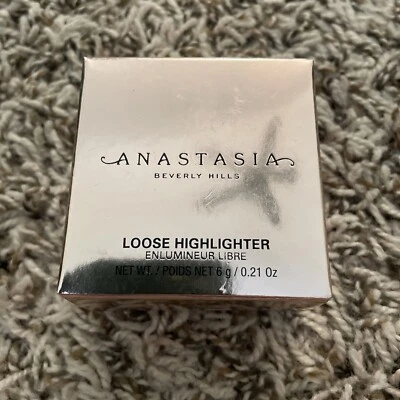 ANASTASIA
BEVERLY HILLS
LOOSE HIGHLIGHTER
ENLUMINEUR LIBRE
NET WT. / POIDS NET 6 g / 0.21 Oz